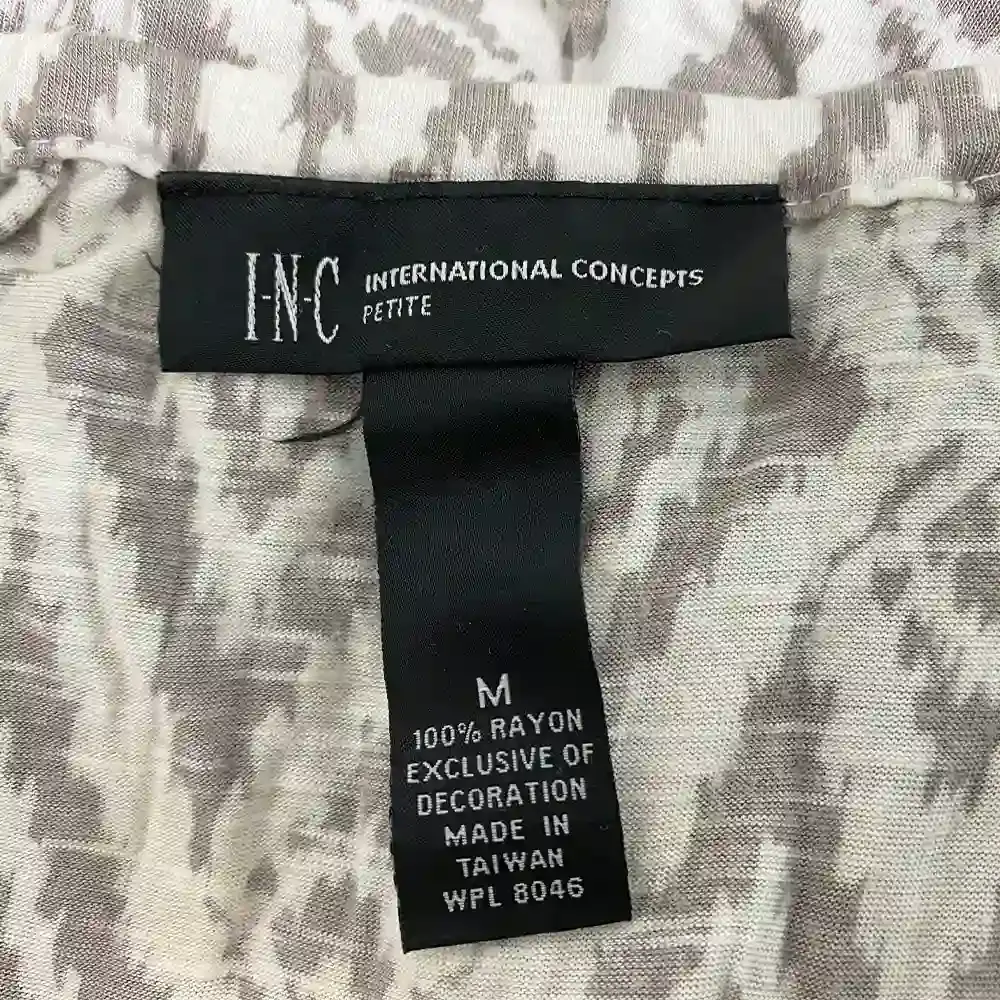 I-N-C INTERNATIONAL CONCEPTS
PETITE
M
100% RAYON
EXCLUSIVE OF
DECORATION
MADE IN
TAIWAN
WPL 8046